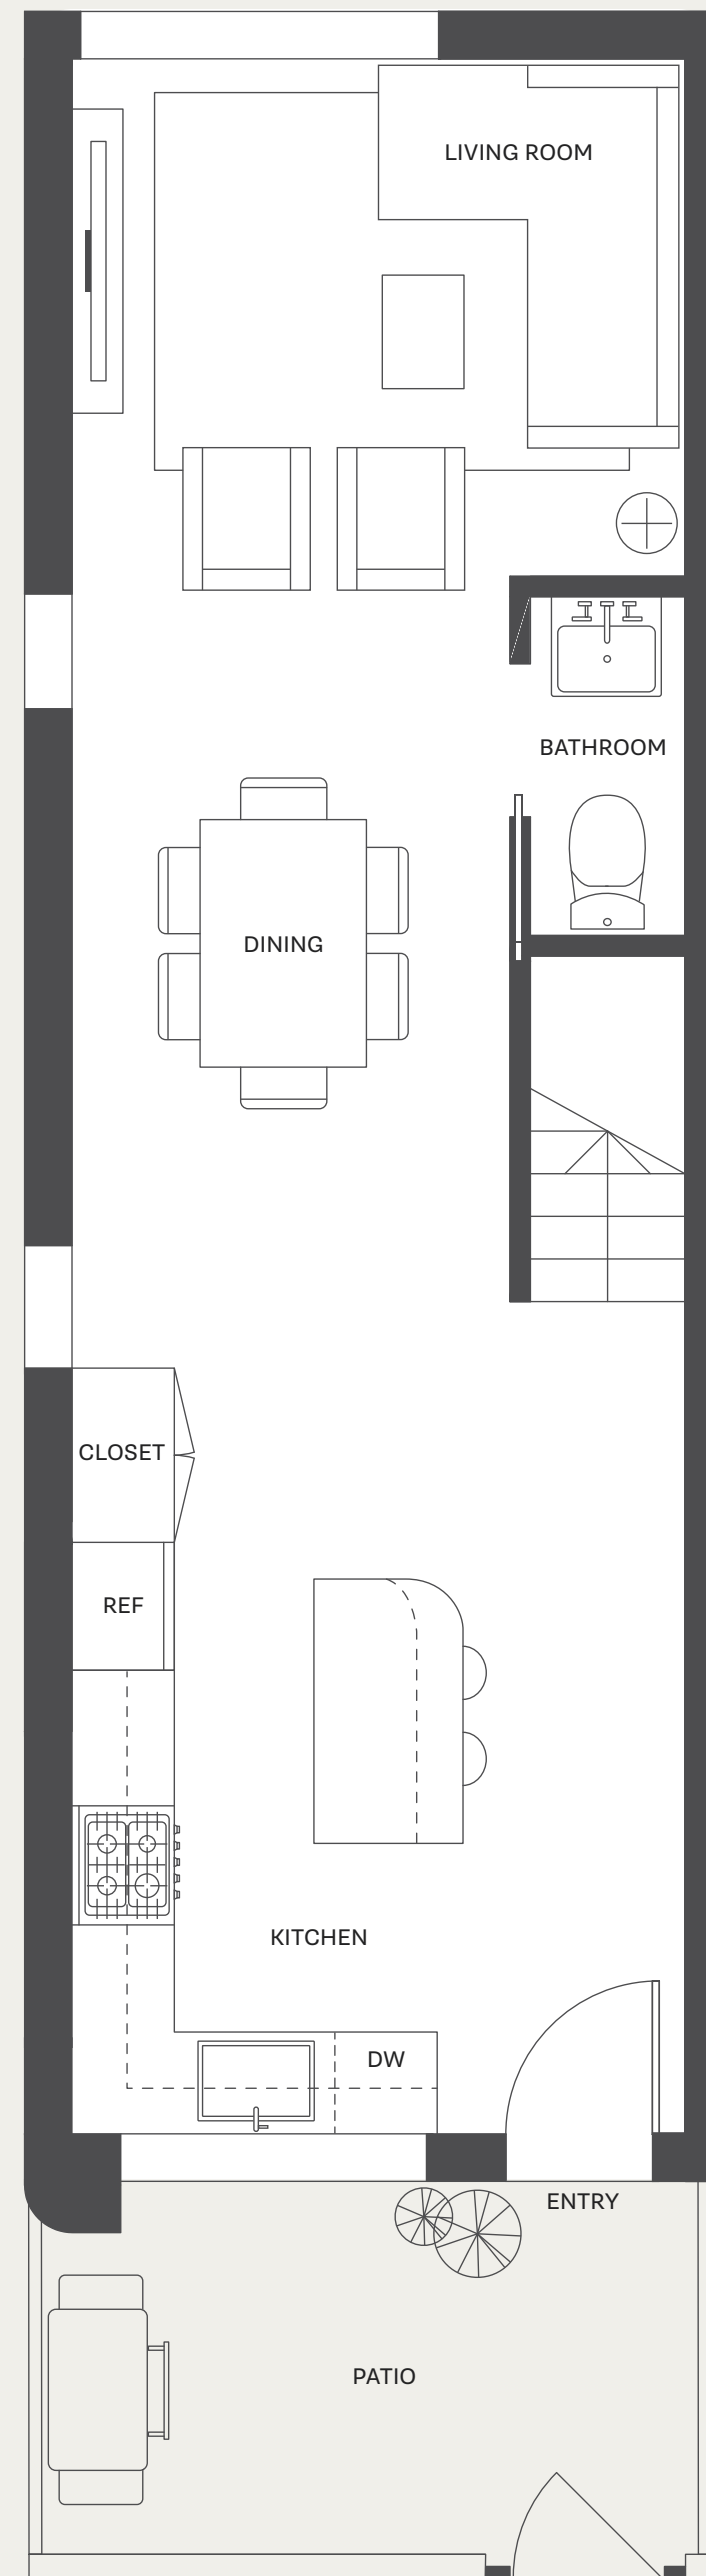 LIVING ROOM
BATHROOM
DINING
CLOSET
REF
KITCHEN
DW
ENTRY
PATIO